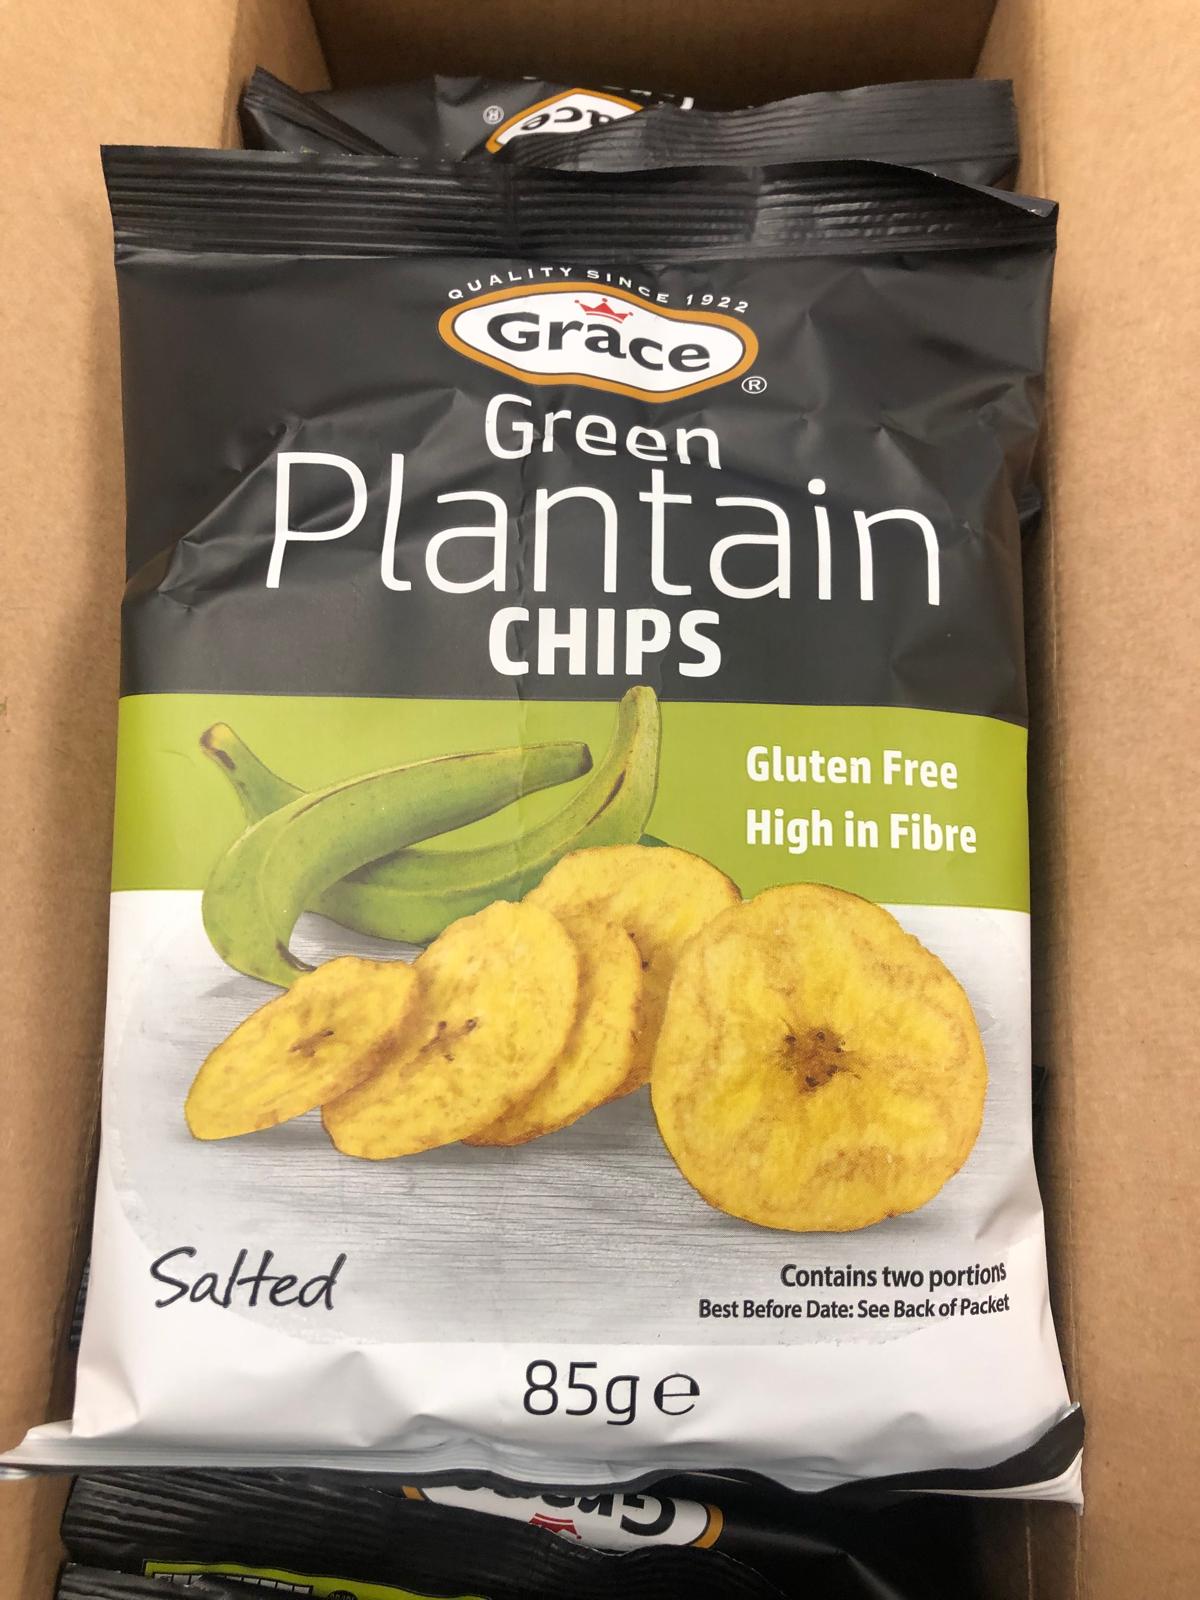 QUALITY SINCE 1922
Grace
®
Green
Plantain
CHIPS
Gluten Free
High in Fibre
Salted
Contains two portions
Best Before Date: See Back of Packet
85g e
Grace